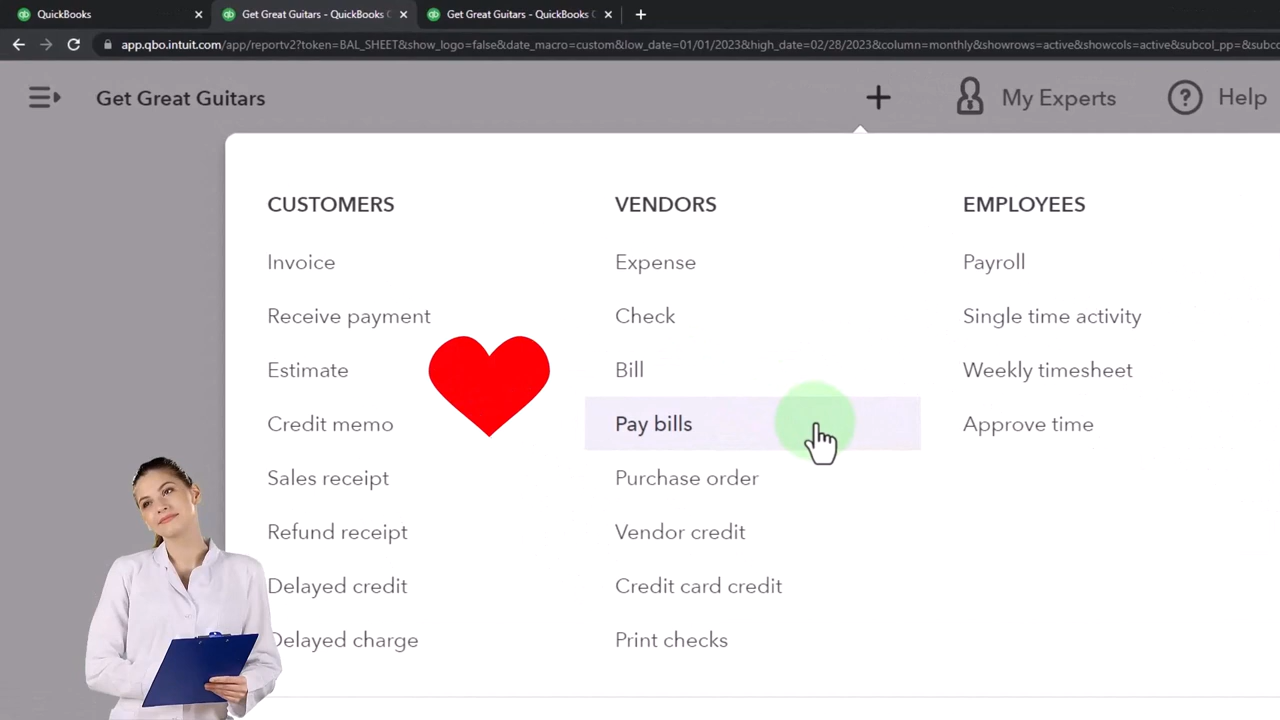 QuickBooks
Get Great Guitars - QuickBooks
Get Great Guitars - QuickBooks
app.qbo.intuit.com/app/reportv2?token=BAL_SHEET&show_logo=false&date_macro=custom&low_date=01/01/2023&high_date=02/28/2023&column=monthly&showrows=active&showcols=active&subcol_pp=&subco
Get Great Guitars
+
My Experts
?
Help
CUSTOMERS
Invoice
Receive payment
Estimate
Credit memo
Sales receipt
Refund receipt
Delayed credit
Delayed charge
VENDORS
Expense
Check
Bill
Pay bills
Purchase order
Vendor credit
Credit card credit
Print checks
EMPLOYEES
Payroll
Single time activity
Weekly timesheet
Approve time